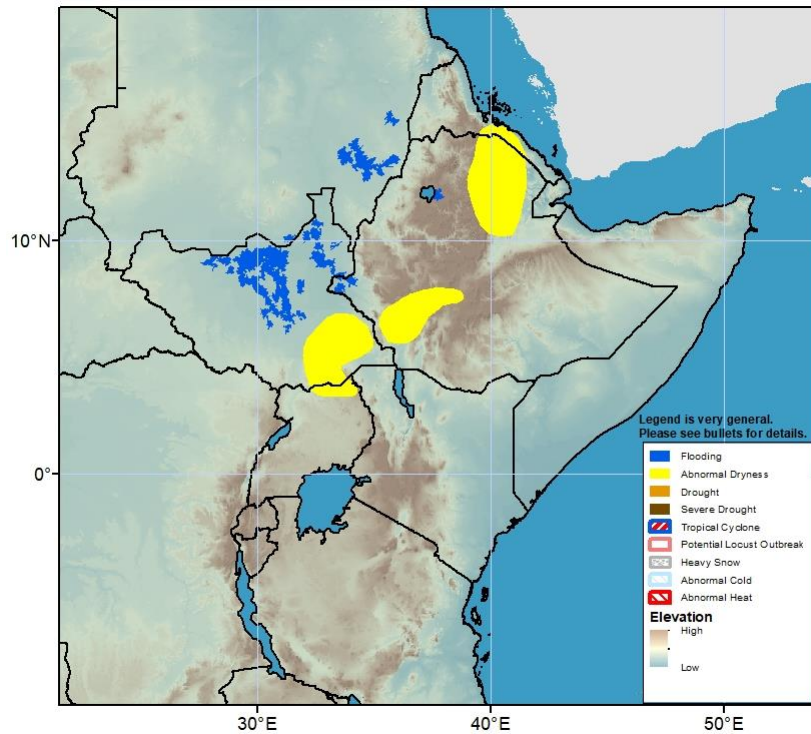 10°N
0°
30°E
40°E
50°E
Legend is very general.
Please see bullets for details.
Flooding
Abnormal Dryness
Drought
Severe Drought
Tropical Cyclone
Potential Locust Outbreak
Heavy Snow
Abnormal Cold
Abnormal Heat
Elevation
High
Low